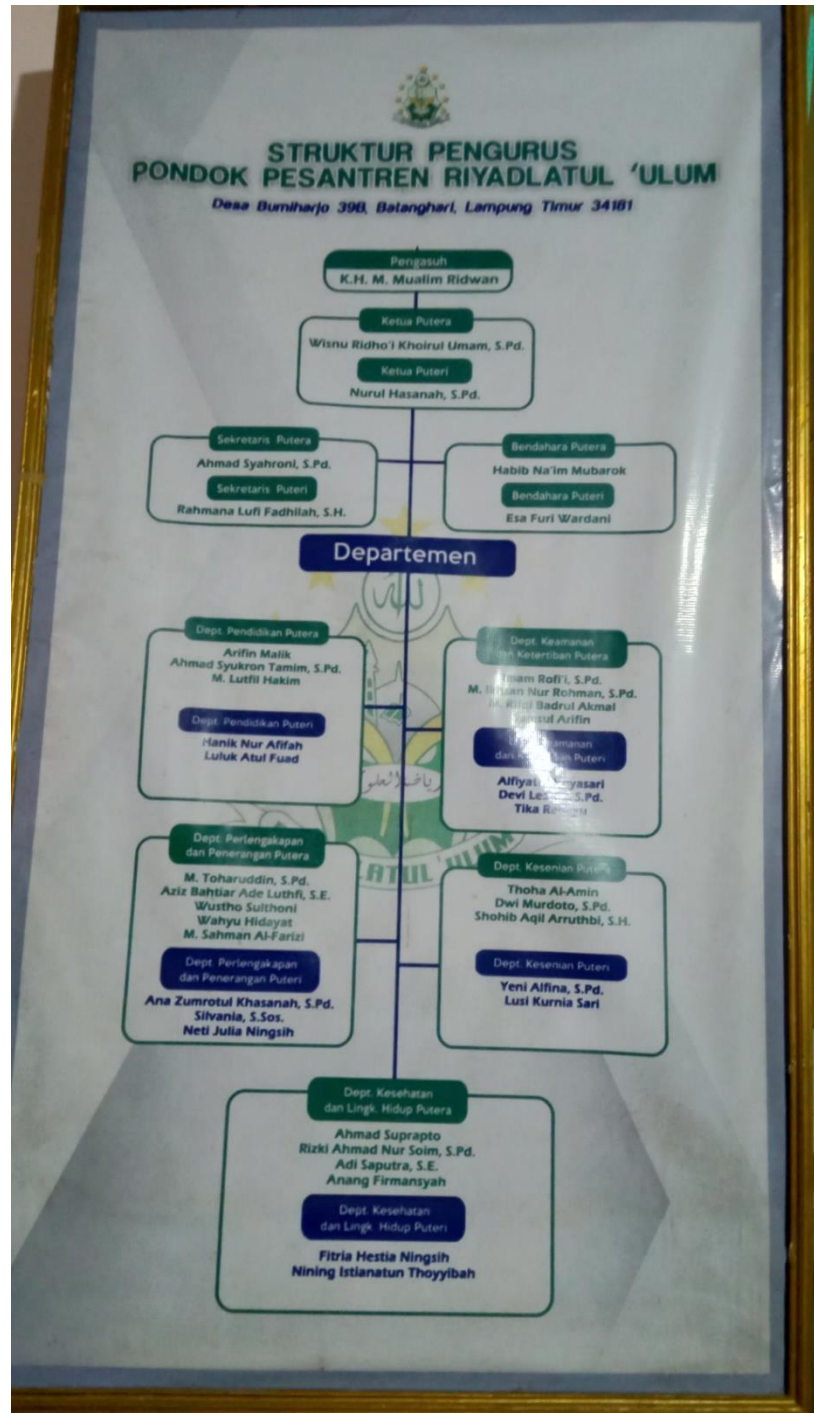 STRUKTUR PENGURUS
PONDOK PESANTREN RIYADLATUL 'ULUM
Desa Bumiharjo 39B, Batanghari, Lampung Timur 34181
Pengasuh
K.H. M. Mualim Ridwan
Ketua Putera
Wisnu Ridho'i Khoirul Umam, S.Pd.
Ketua Puteri
Nurul Hasanah, S.Pd.
Sekretaris Putera
Ahmad Syahroni, S.Pd.
Sekretaris Puteri
Rahmana Lufi Fadhilah, S.H.
Bendahara Putera
Habib Na'im Mubarok
Bendahara Puteri
Esa Furi Wardani
Departemen
Dept. Pendidikan Putera
Arifin Malik
Ahmad Syukron Tamim, S.Pd.
M. Lutfil Hakim
Dept. Pendidikan Puteri
Hanik Nur Afifah
Luluk Atul Fuad
Dept. Keamanan
dan Ketertiban Putera
Imam Rofi'i, S.Pd.
M. Nur Rohman, S.Pd.
Badrul Akmal
Arifin
Dept. Keamanan
dan Puteri
Devi S.Pd.
Tika
Dept. Perlengakapan
dan Penerangan Putera
M. Toharuddin, S.Pd.
Aziz Bahtiar Ade Luthfi, S.E.
Wustho Sulthoni
Wahyu Hidayat
M. Sahman Al-Farizi
Dept. Perlengakapan
dan Penerangan Puteri
Ana Zumrotul Khasanah, S.Pd.
Silvania, S.Sos.
Neti Julia Ningsih
Dept. Kesenian Putera
Thoha Al-Amin
Dwi Murdoto, S.Pd.
Shohib Aqil Arruthbi, S.H.
Dept. Kesenian Puteri
Yeni Alfina, S.Pd.
Lusi Kurnia Sari
Dept. Kesehatan
dan Lingk. Hidup Putera
Ahmad Suprapto
Rizki Ahmad Nur Soim, S.Pd.
Adi Saputra, S.E.
Anang Firmansyah
Dept. Kesehatan
dan Lingk. Hidup Puteri
Fitria Hestia Ningsih
Nining Istianatun Thoyyibah